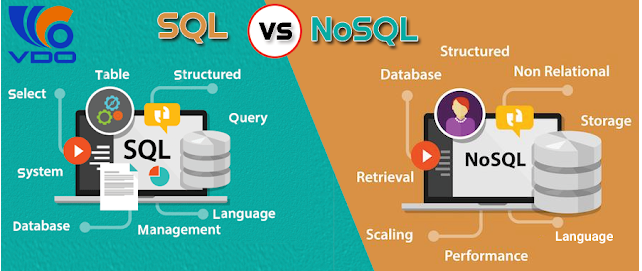 VDO
SQL VS NoSQL
Table
Structured
Select
Query
SQL
System
Language
Database
Management
Structured
Database
Non Relational
Storage
NoSQL
Retrieval
Scaling
Language
Performance